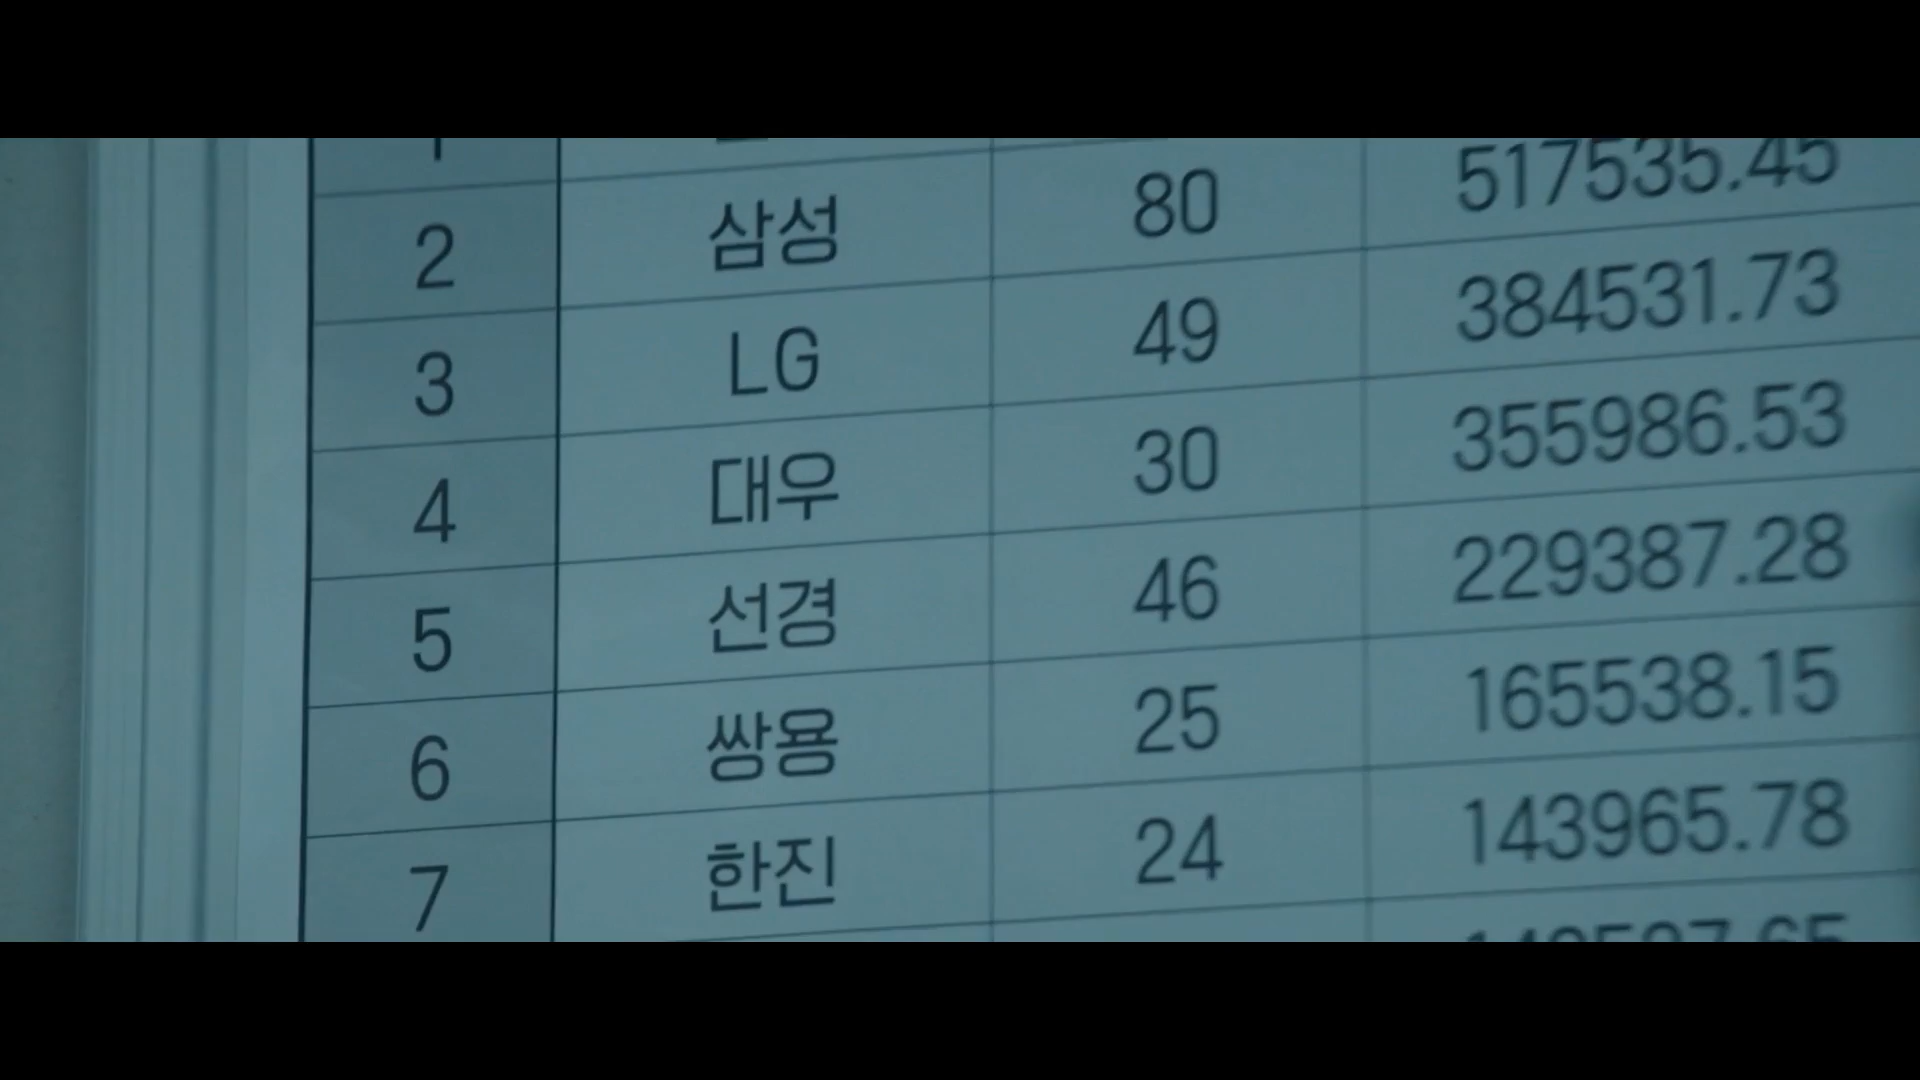 2 삼성 80 517535.45
3 LG 49 384531.73
4 대우 30 355986.53
5 선경 46 229387.28
6 쌍용 25 165538.15
7 한진 24 143965.78